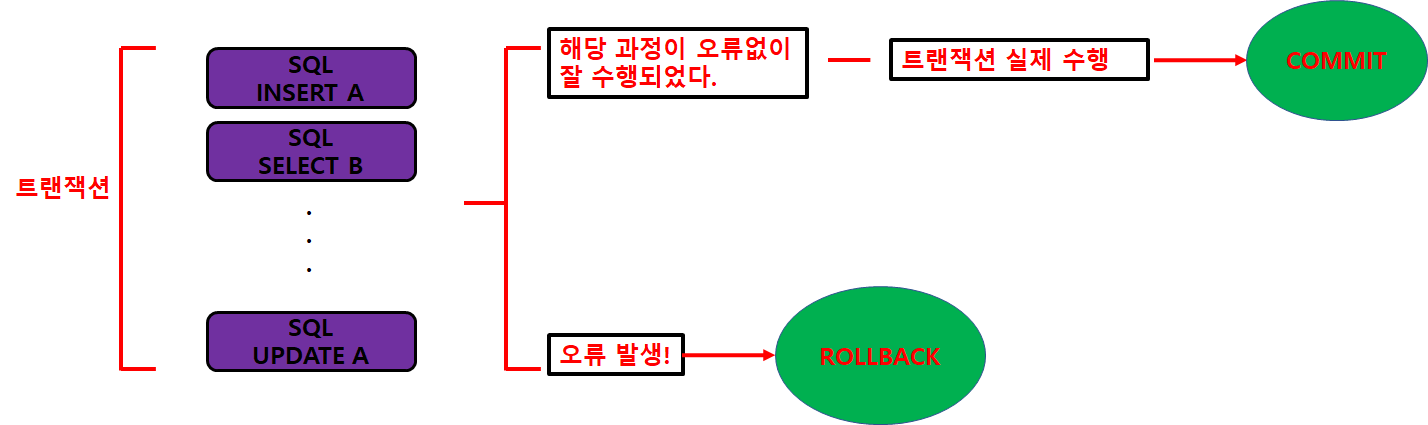 트랜잭션
SQL
INSERT A
SQL
SELECT B
.
.
.
SQL
UPDATE A
해당 과정이 오류없이
잘 수행되었다.
트랜잭션 실제 수행
COMMIT
오류 발생!
ROLLBACK